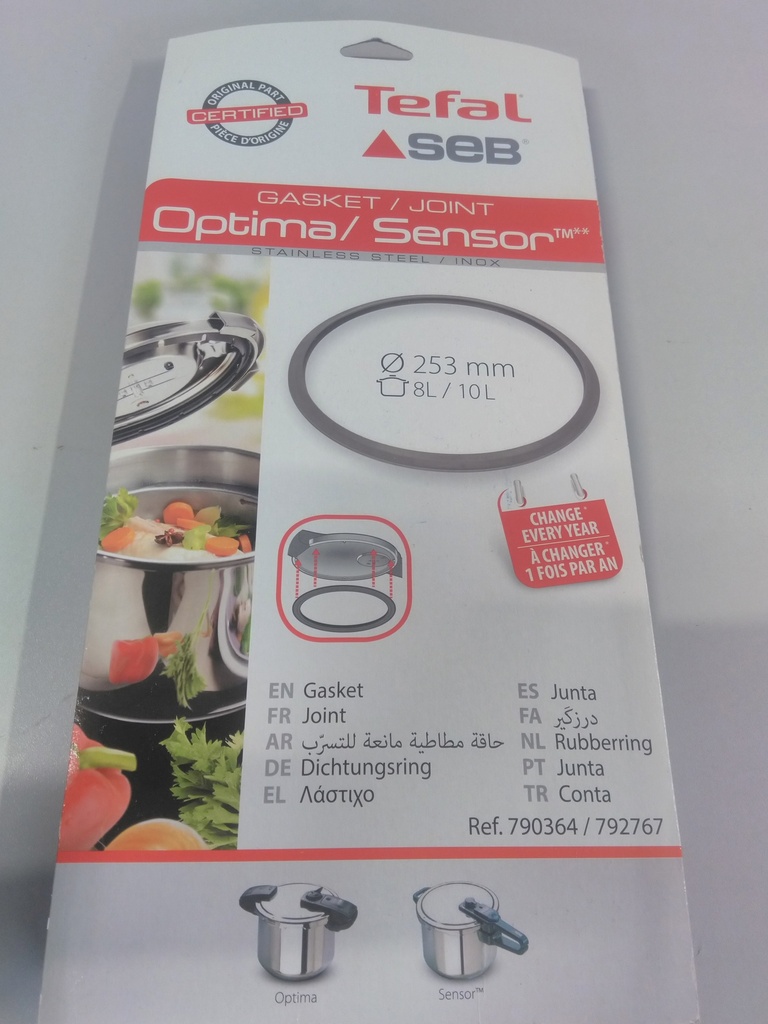 ORIGINAL PART
CERTIFIED
PIÈCE D'ORIGINE
Tefal
SEB®
GASKET / JOINT
Optima/ Sensor™**
STAINLESS STEEL / INOX
Ø 253 mm
8L / 10L
CHANGE*
EVERY YEAR
À CHANGER*
1 FOIS PAR AN
EN Gasket
FR Joint
AR حاقة مطاطية مانعة للتسرّب
DE Dichtungsring
EL Λάστιχο
ES Junta
FA درزگیر
NL Rubberring
PT Junta
TR Conta
Ref. 790364 / 792767
Optima
Sensor™